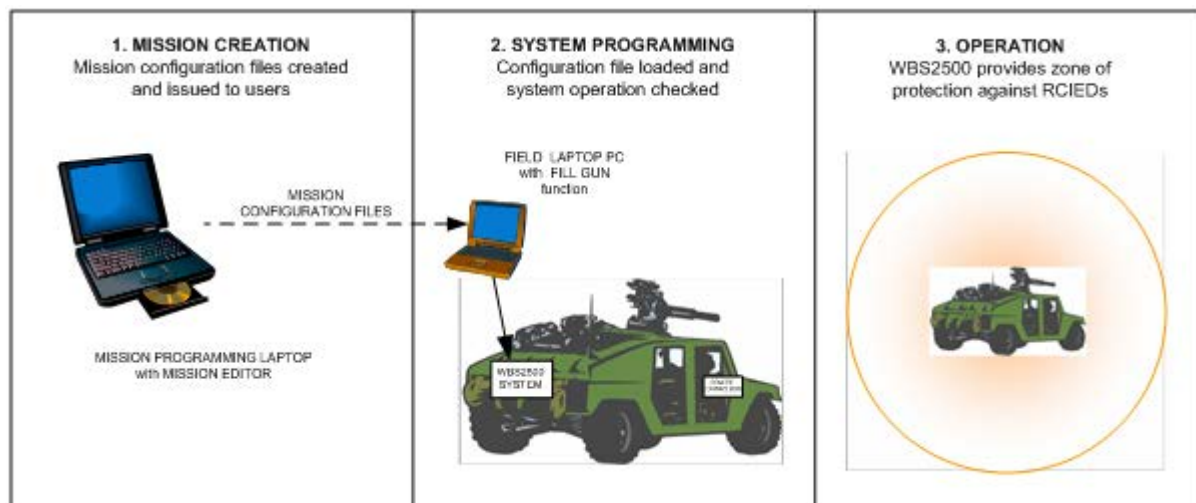 1. MISSION CREATION
Mission configuration files created
and issued to users
MISSION
CONFIGURATION FILES
MISSION PROGRAMMING LAPTOP
with MISSION EDITOR
2. SYSTEM PROGRAMMING
Configuration file loaded and
system operation checked
FIELD LAPTOP PC
with FILL GUN
function
WBS2500
SYSTEM
3. OPERATION
WBS2500 provides zone of
protection against RCIEDs